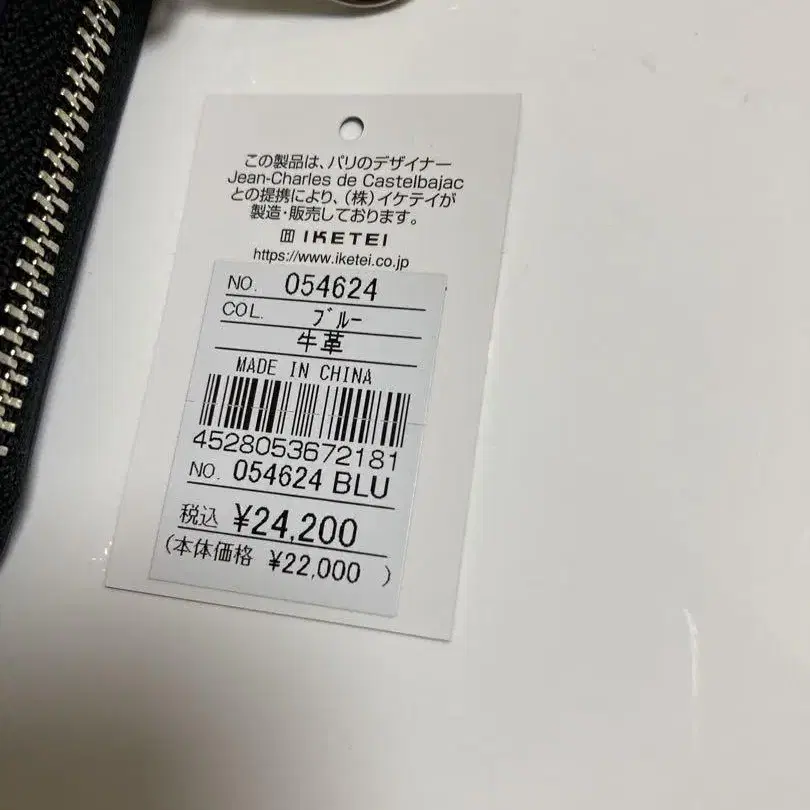 この製品は、パリのデザイナー
Jean-Charles de Castelbajac
との提携により、(株)イケテイが
製造・販売しております。
IKETEI
https://www.iketei.co.jp
NO. 054624
COL. ブルー
牛革
MADE IN CHINA
4528053672181
NO. 054624 BLU
税込 ¥24,200
(本体価格 ¥22,000 )